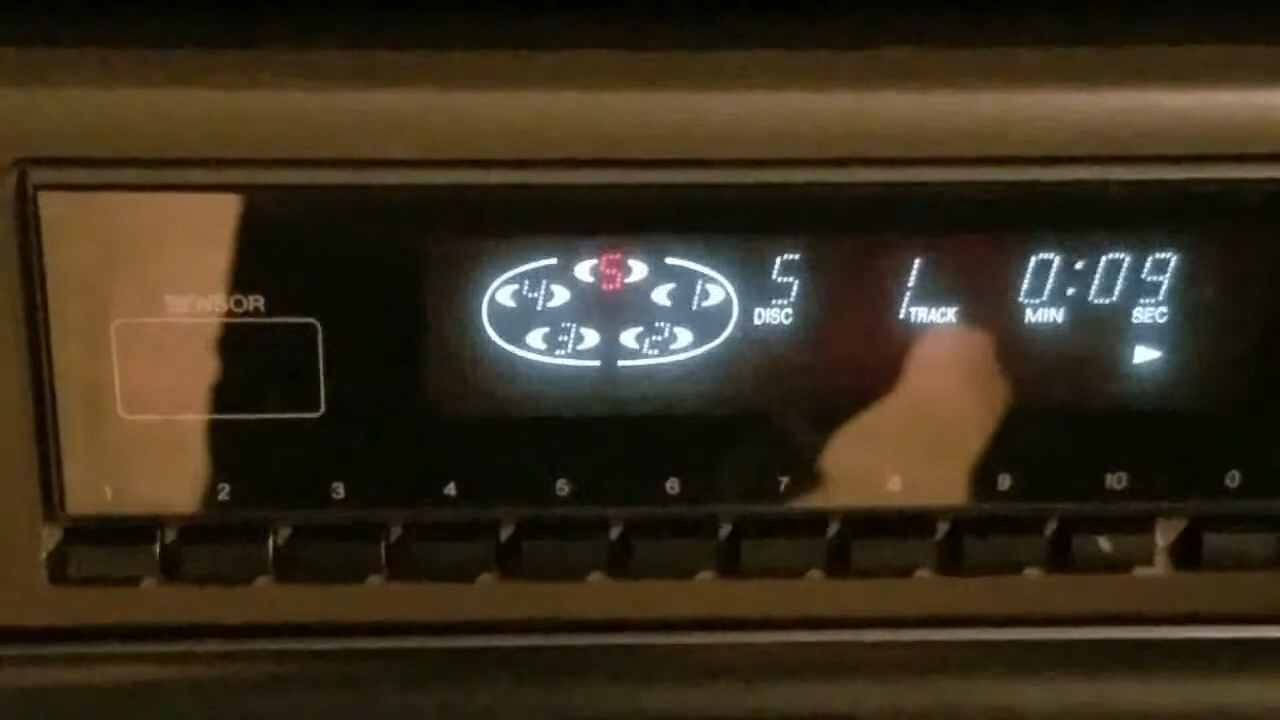 SENSOR
4 5 1
3 2
5 DISC
1 TRACK
0:09
MIN SEC
1 2 3 4 5 6 7 8 9 10 0